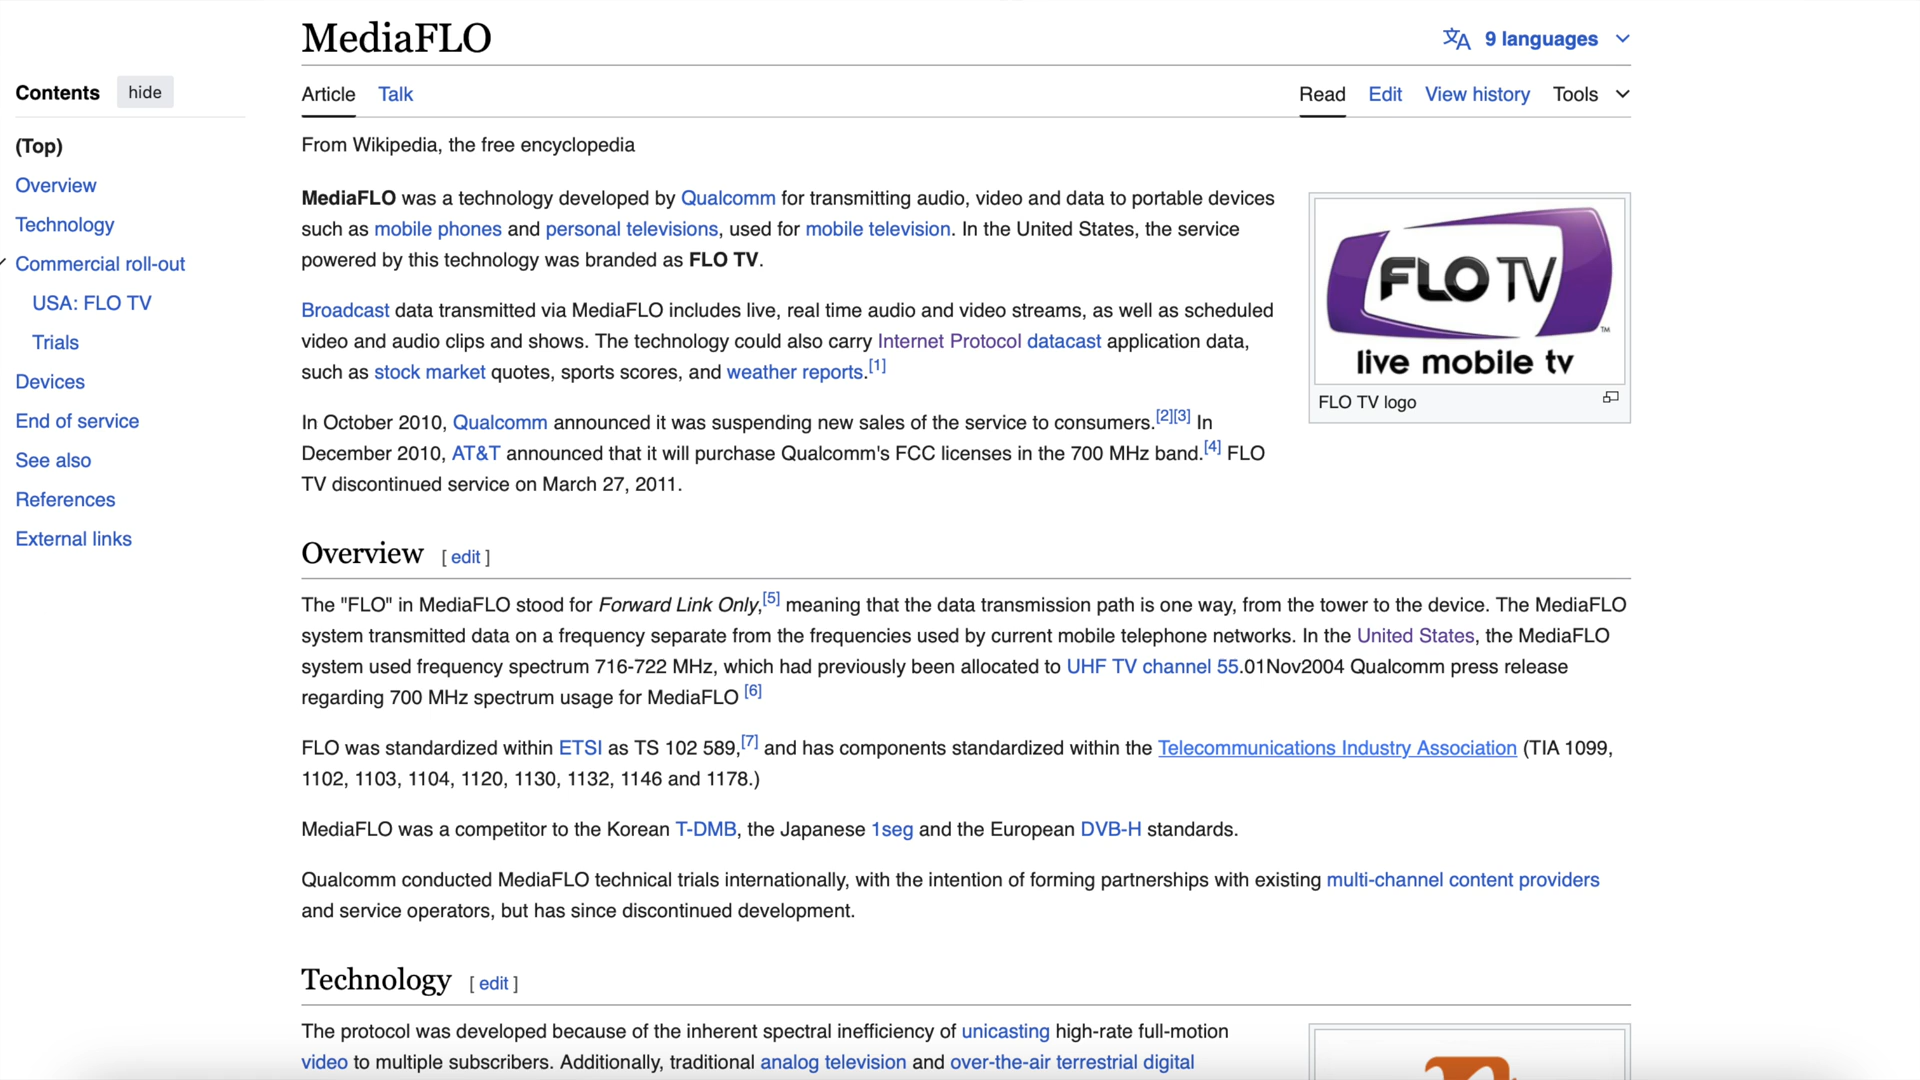 MediaFLO
9 languages
Contents hide
Article Talk
Read Edit View history Tools
(Top)
Overview
Technology
Commercial roll-out
USA: FLO TV
Trials
Devices
End of service
See also
References
External links
From Wikipedia, the free encyclopedia
MediaFLO was a technology developed by Qualcomm for transmitting audio, video and data to portable devices
such as mobile phones and personal televisions, used for mobile television. In the United States, the service
powered by this technology was branded as FLO TV.
Broadcast data transmitted via MediaFLO includes live, real time audio and video streams, as well as scheduled
video and audio clips and shows. The technology could also carry Internet Protocol datacast application data,
such as stock market quotes, sports scores, and weather reports.[1]
In October 2010, Qualcomm announced it was suspending new sales of the service to consumers.[2][3] In
December 2010, AT&T announced that it will purchase Qualcomm's FCC licenses in the 700 MHz band.[4] FLO
TV discontinued service on March 27, 2011.
FLO TV
TM
live mobile tv
FLO TV logo
Overview [ edit ]
The "FLO" in MediaFLO stood for Forward Link Only,[5] meaning that the data transmission path is one way, from the tower to the device. The MediaFLO
system transmitted data on a frequency separate from the frequencies used by current mobile telephone networks. In the United States, the MediaFLO
system used frequency spectrum 716-722 MHz, which had previously been allocated to UHF TV channel 55.01Nov2004 Qualcomm press release
regarding 700 MHz spectrum usage for MediaFLO [6]
FLO was standardized within ETSI as TS 102 589,[7] and has components standardized within the Telecommunications Industry Association (TIA 1099,
1102, 1103, 1104, 1120, 1130, 1132, 1146 and 1178.)
MediaFLO was a competitor to the Korean T-DMB, the Japanese 1seg and the European DVB-H standards.
Qualcomm conducted MediaFLO technical trials internationally, with the intention of forming partnerships with existing multi-channel content providers
and service operators, but has since discontinued development.
Technology [ edit ]
The protocol was developed because of the inherent spectral inefficiency of unicasting high-rate full-motion
video to multiple subscribers. Additionally, traditional analog television and over-the-air terrestrial digital